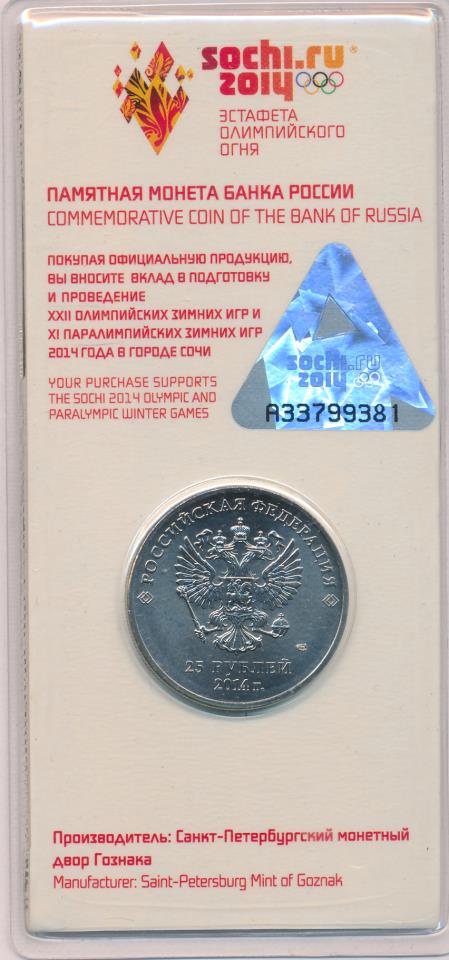 sochi.ru
2014
ЭСТАФЕТА
ОЛИМПИЙСКОГО
ОГНЯ
ПАМЯТНАЯ МОНЕТА БАНКА РОССИИ
COMMEMORATIVE COIN OF THE BANK OF RUSSIA
ПОКУПАЯ ОФИЦИАЛЬНУЮ ПРОДУКЦИЮ,
ВЫ ВНОСИТЕ ВКЛАД В ПОДГОТОВКУ
И ПРОВЕДЕНИЕ
XXII ОЛИМПИЙСКИХ ЗИМНИХ ИГР И
XI ПАРАЛИМПИЙСКИХ ЗИМНИХ ИГР
2014 ГОДА В ГОРОДЕ СОЧИ
YOUR PURCHASE SUPPORTS
THE SOCHI 2014 OLYMPIC AND
PARALYMPIC WINTER GAMES
sochi.ru
2014
A33799381
РОССИЙСКАЯ ФЕДЕРАЦИЯ
25 РУБЛЕЙ
2014 г.
Производитель: Санкт-Петербургский монетный
двор Гознака
Manufacturer: Saint-Petersburg Mint of Goznak